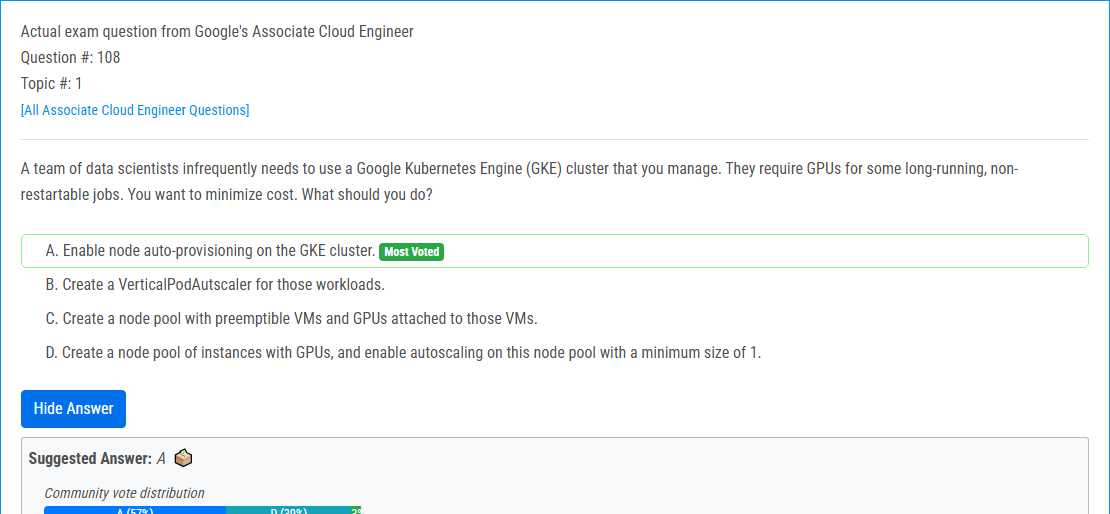 Actual exam question from Google's Associate Cloud Engineer
Question #: 108
Topic #: 1
[All Associate Cloud Engineer Questions]
A team of data scientists infrequently needs to use a Google Kubernetes Engine (GKE) cluster that you manage. They require GPUs for some long-running, non-
restartable jobs. You want to minimize cost. What should you do?
A. Enable node auto-provisioning on the GKE cluster. Most Voted
B. Create a VerticalPodAutscaler for those workloads.
C. Create a node pool with preemptible VMs and GPUs attached to those VMs.
D. Create a node pool of instances with GPUs, and enable autoscaling on this node pool with a minimum size of 1.
Hide Answer
Suggested Answer: A
Community vote distribution
A (57%)